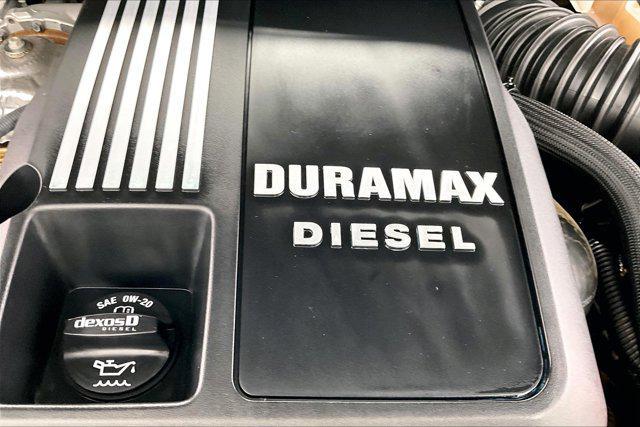 DURAMAX
DIESEL
SAE 0W-20
dexosD
DIESEL